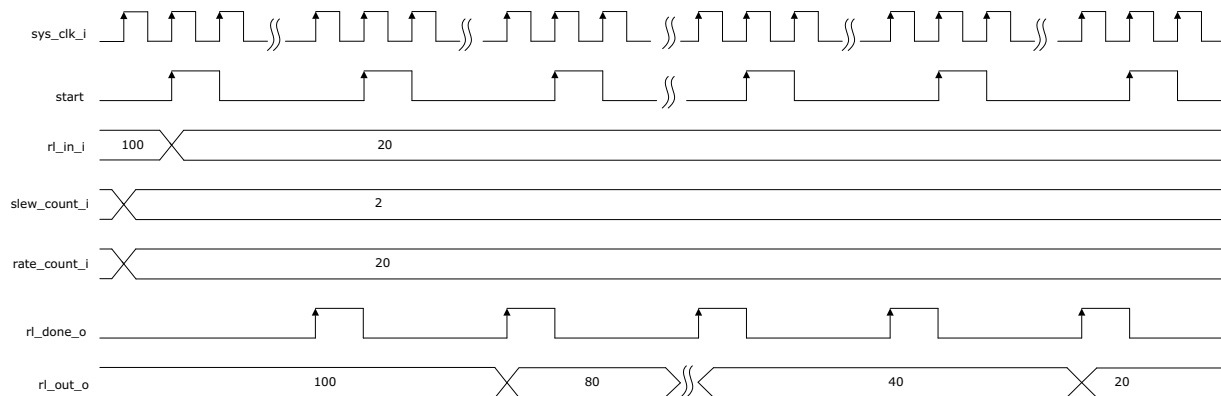 sys_clk_i
start
rl_in_i 100 20
slew_count_i 2
rate_count_i 20
rl_done_o
rl_out_o 100 80 40 20